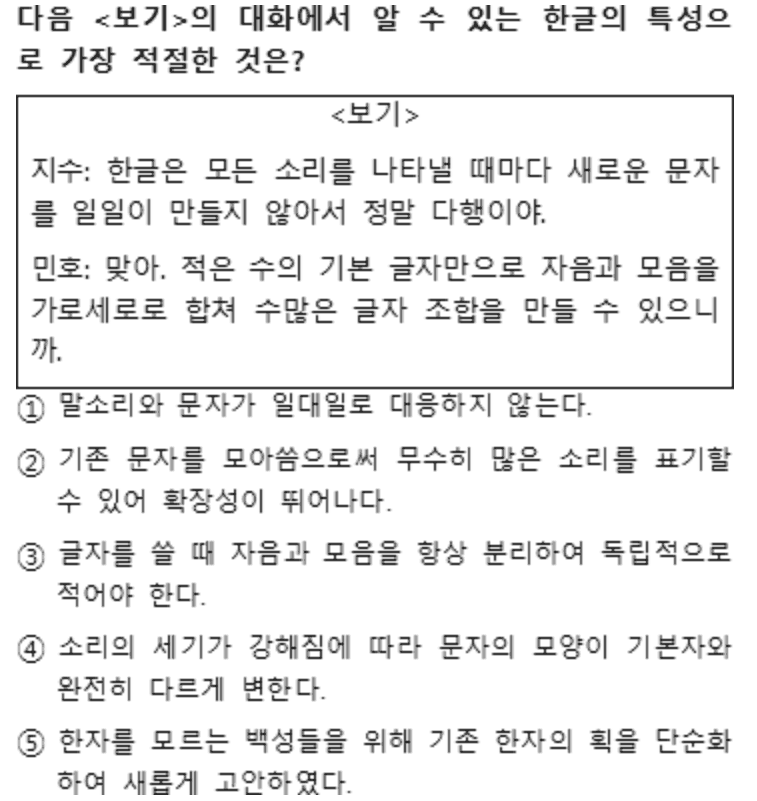 다음 <보기>의 대화에서 알 수 있는 한글의 특성으
로 가장 적절한 것은?
<보기>
지수: 한글은 모든 소리를 나타낼 때마다 새로운 문자
를 일일이 만들지 않아서 정말 다행이야.
민호: 맞아. 적은 수의 기본 글자만으로 자음과 모음을
가로세로로 합쳐 수많은 글자 조합을 만들 수 있으니
까.
① 말소리와 문자가 일대일로 대응하지 않는다.
② 기존 문자를 모아씀으로써 무수히 많은 소리를 표기할
수 있어 확장성이 뛰어나다.
③ 글자를 쓸 때 자음과 모음을 항상 분리하여 독립적으로
적어야 한다.
④ 소리의 세기가 강해짐에 따라 문자의 모양이 기본자와
완전히 다르게 변한다.
⑤ 한자를 모르는 백성들을 위해 기존 한자의 획을 단순화
하여 새롭게 고안하였다.